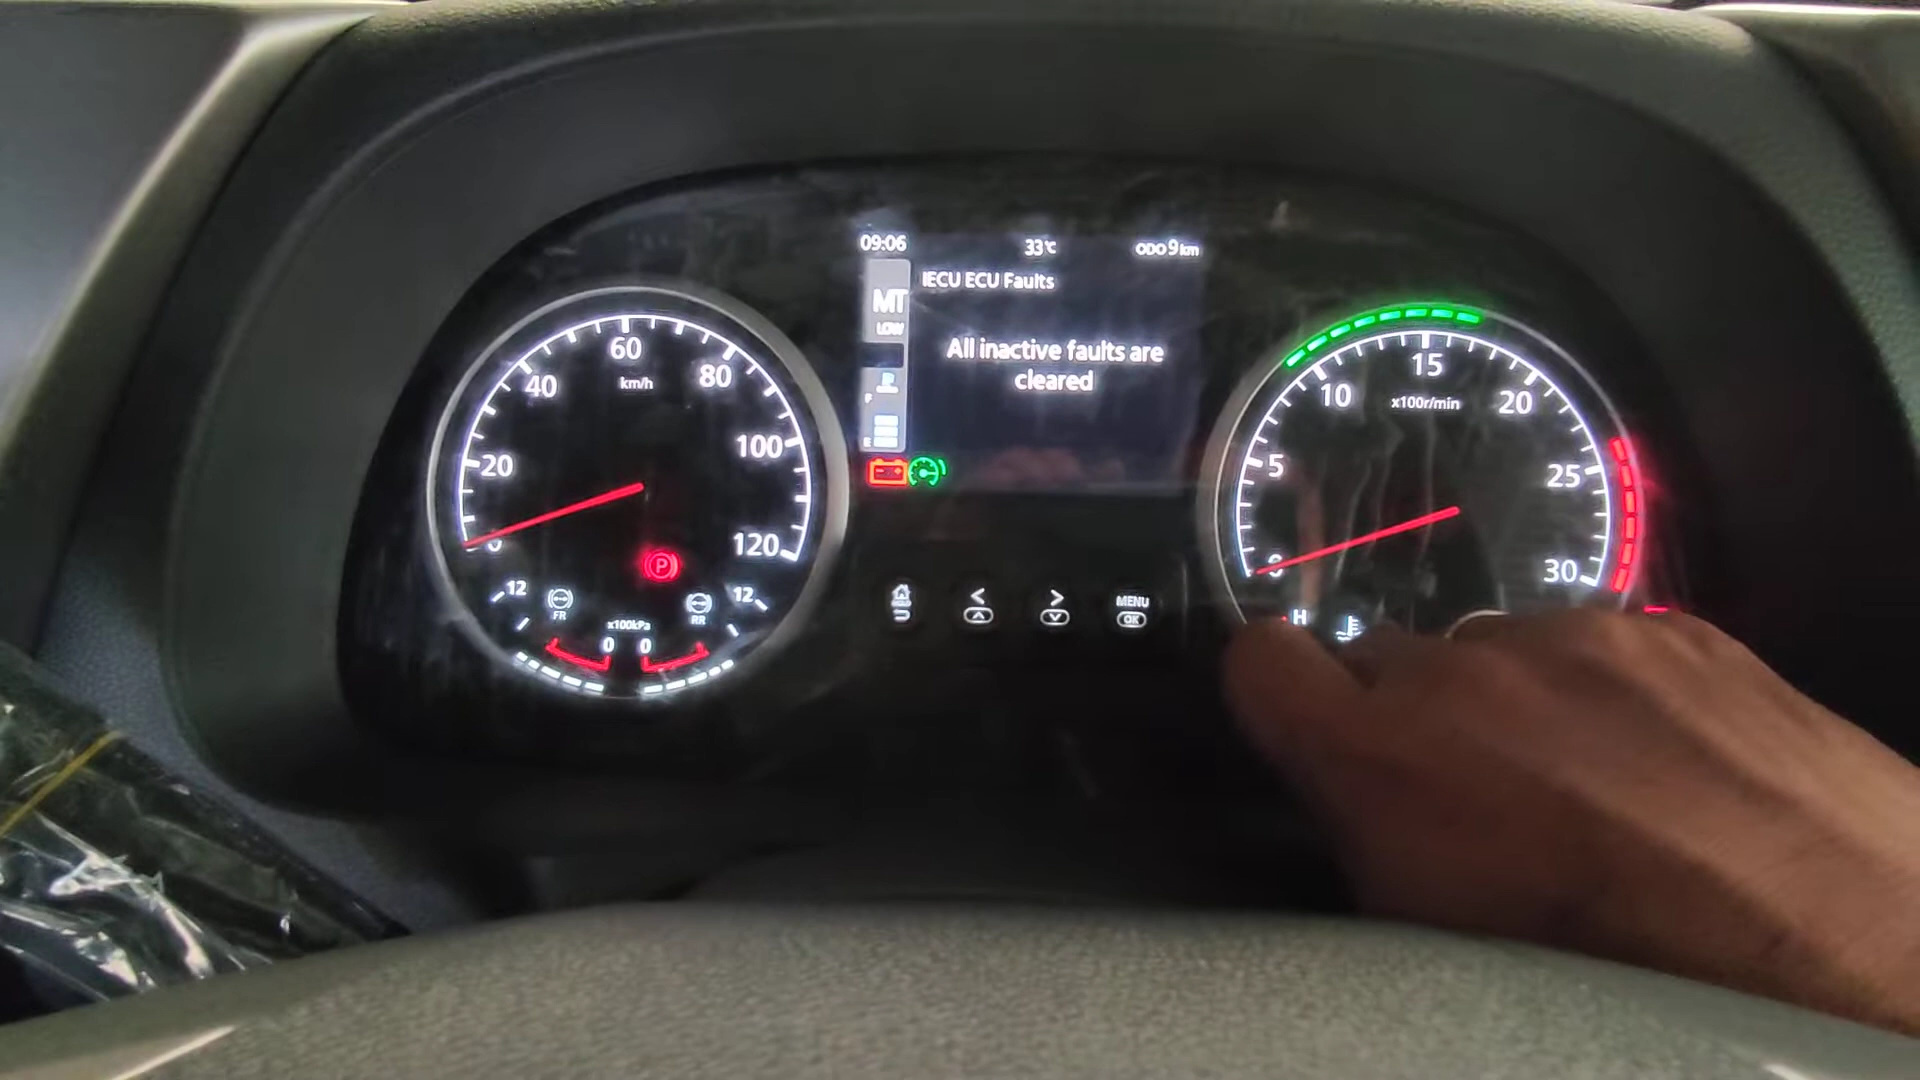 09:06 33℃ ODO 9 km
IECU ECU Faults
MT
LOW
All inactive faults are
cleared
F
E
0 20 40 60 80 100 120
km/h
P
12 12
FR RR
x100kPa
0 0
MENU
OK
0 5 10 15 20 25 30
x100r/min
H